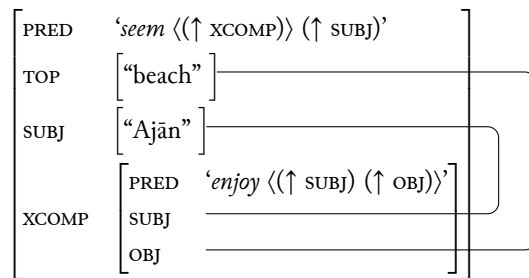 PRED ‘seem ⟨(↑ XCOMP)⟩ (↑ SUBJ)’
TOP [“beach”]
SUBJ [“Ajān”]
PRED ‘enjoy ⟨(↑ SUBJ) (↑ OBJ)⟩’
XCOMP SUBJ
OBJ